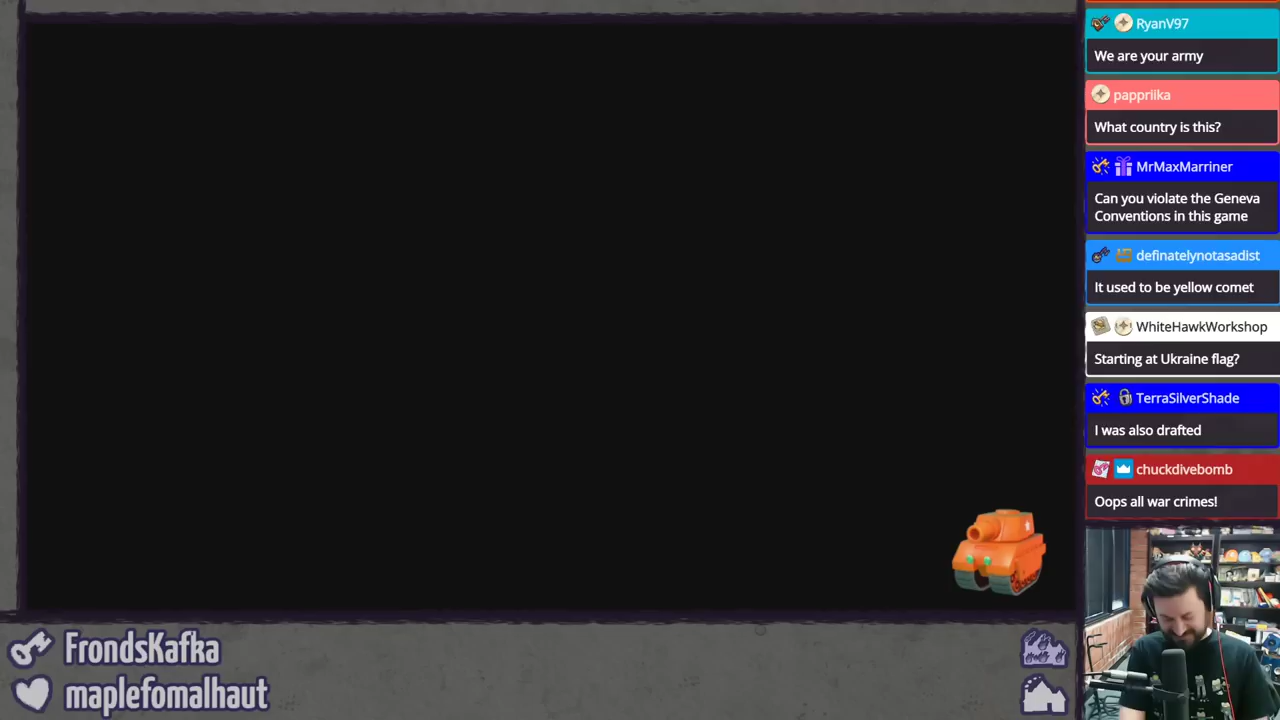 RyanV97
We are your army
pappriika
What country is this?
MrMaxMarriner
Can you violate the Geneva
Conventions in this game
definatelynotasadist
It used to be yellow comet
WhiteHawkWorkshop
Starting at Ukraine flag?
TerraSilverShade
I was also drafted
chuckdivebomb
Oops all war crimes!
FrondsKafka
maplefomalhaut